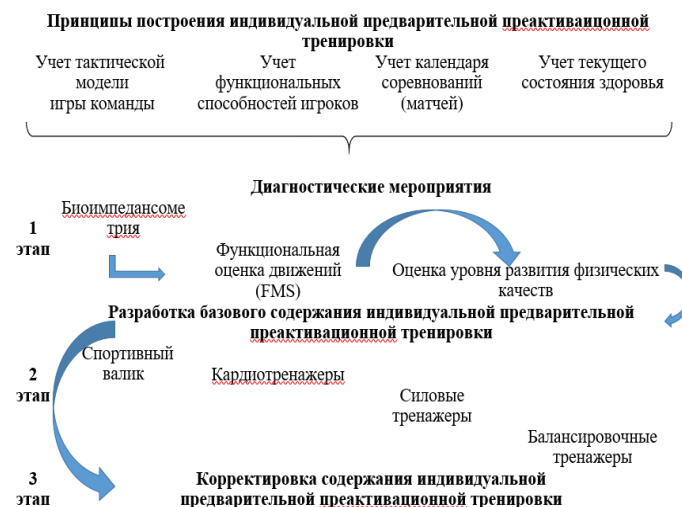 Принципы построения индивидуальной предварительной преактиваицонной
тренировки
Учет тактической
модели
игры команды
Учет
функциональных
способностей игроков
Учет календаря
соревнований
(матчей)
Учет текущего
состояния здоровья
Диагностические мероприятия
1
этап
Биоимпедансоме
трия
Функциональная
оценка движений
(FMS)
Оценка уровня развития физических
качеств
Разработка базового содержания индивидуальной предварительной
преактивационной тренировки
2
этап
Спортивный
валик
Кардиотренажеры
Силовые
тренажеры
Балансировочные
тренажеры
3
этап
Корректировка содержания индивидуальной
предварительной преактивационной тренировки